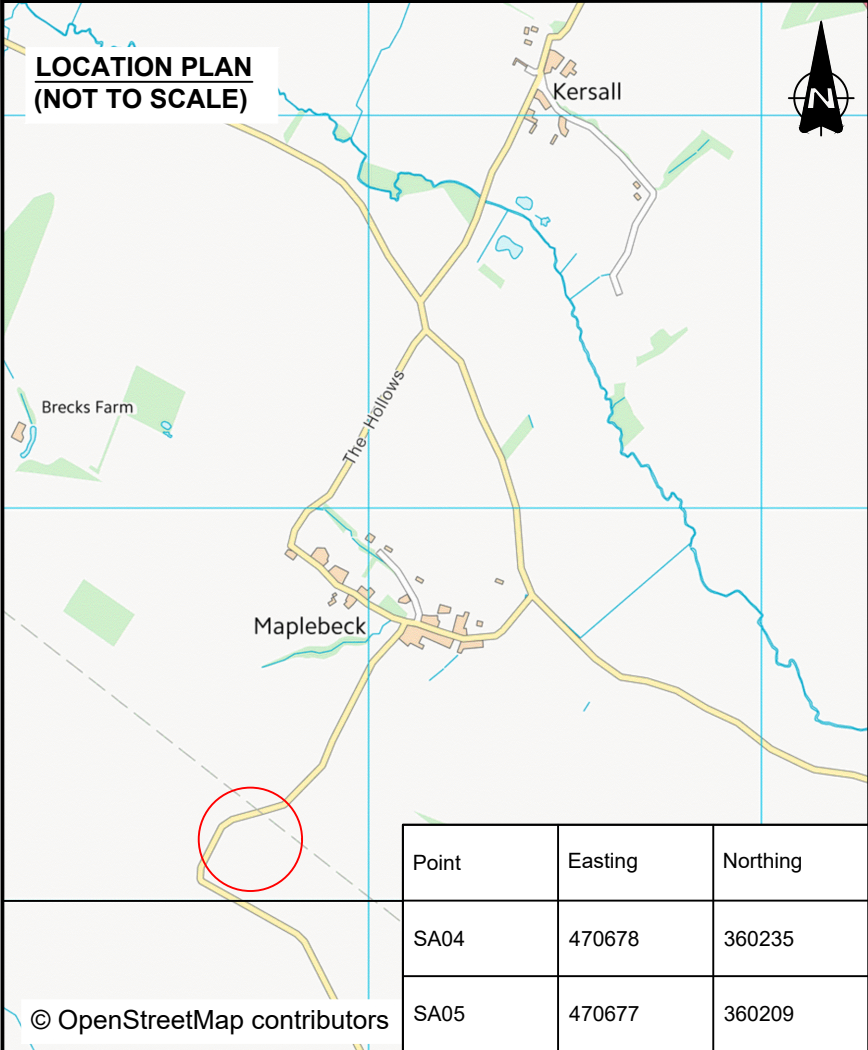 LOCATION PLAN
(NOT TO SCALE)
N
Kersall
Brecks Farm
The Hollows
Maplebeck
Point Easting Northing
SA04 470678 360235
SA05 470677 360209
© OpenStreetMap contributors